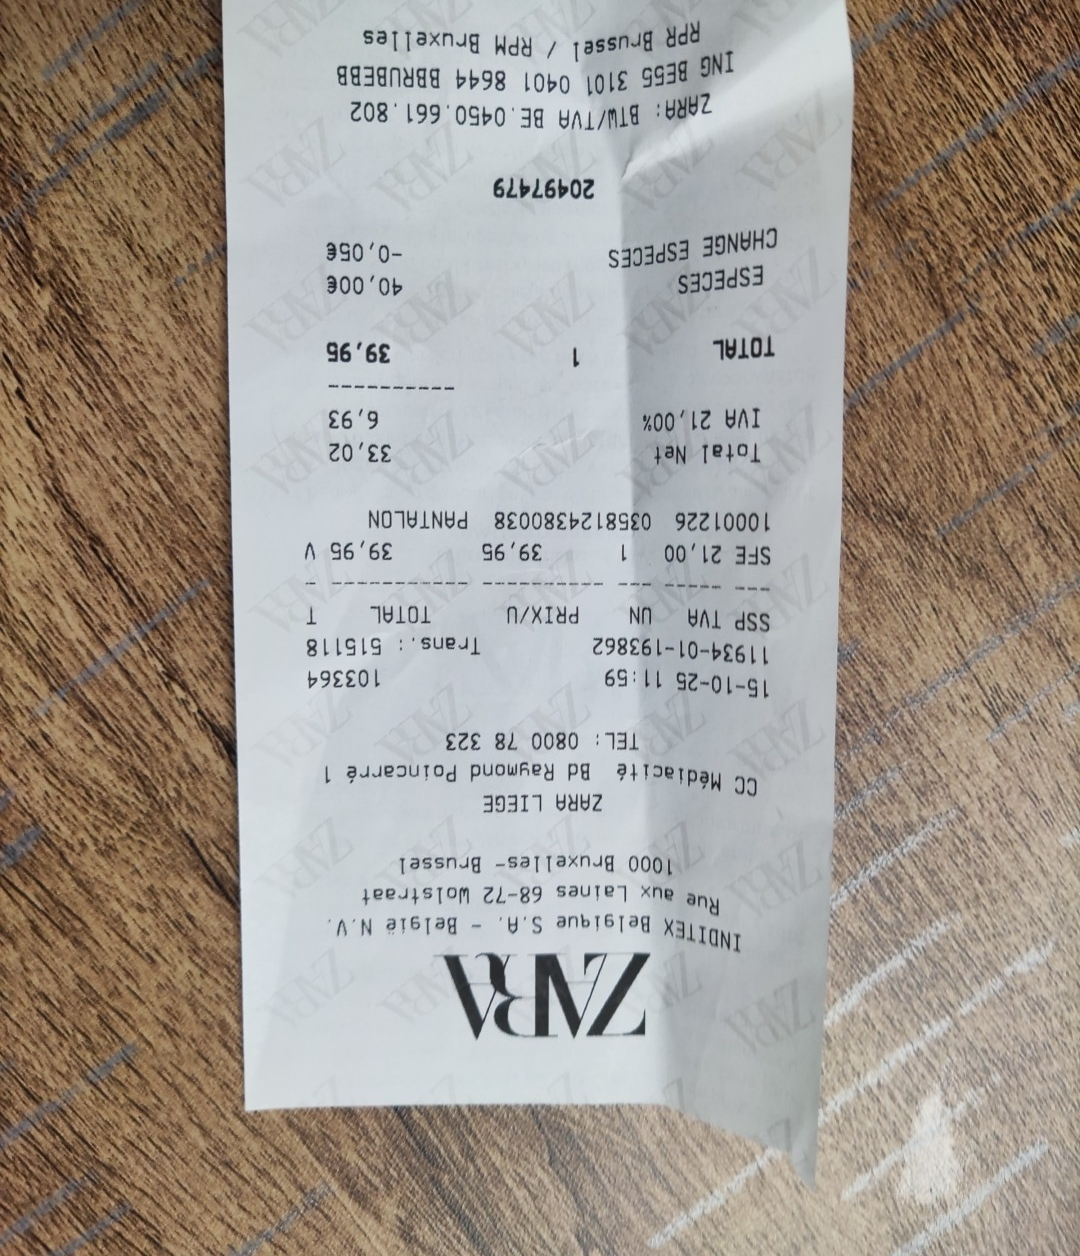 ZARA
INDITEX Belgique S.A. - België N.V.
Rue aux Laines 68-72 Wolstraat
1000 Bruxelles- Brussel
ZARA LIEGE
CC Médiacité Bd Raymond Poincarré 1
TEL: 0800 78 323
15-10-25 11:59 103364
11934-01-193862 Trans.: 515118
SSP TVA UN PRIX/U TOTAL T
--- ----- --- ---------- ----------- -
SFE 21,00 1 39,95 39,95 V
10001226 0358124380038 PANTALON
Total Net 33,02
IVA 21,00% 6,93
-----------
TOTAL 1 39,95
ESPECES 40,00€
CHANGE ESPECES -0,05€
20497479
ZARA: BTW/TVA BE.0450.661.802
ING BE55 3101 0401 8644 BBRUBEBB
RPR Brussel / RPM Bruxelles